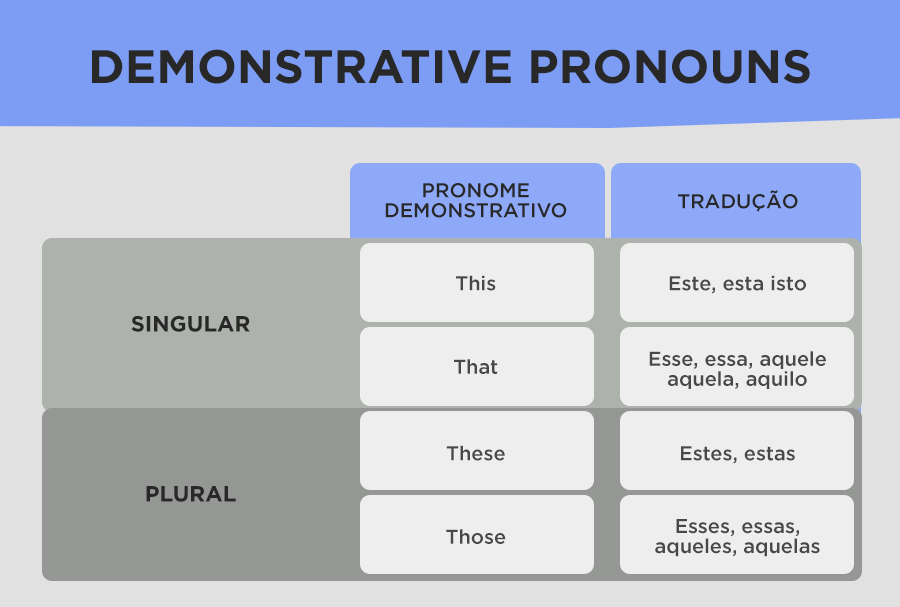 DEMONSTRATIVE PRONOUNS
PRONOME
DEMONSTRATIVO
TRADUÇÃO
SINGULAR
This
Este, esta isto
That
Esse, essa, aquele
aquela, aquilo
PLURAL
These
Estes, estas
Those
Esses, essas,
aqueles, aquelas